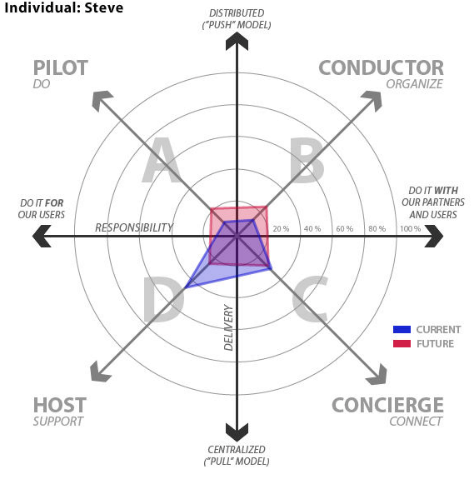 Individual: Steve
DISTRIBUTED
("PUSH" MODEL)
PILOT
DO
CONDUCTOR
ORGANIZE
A
B
DO IT FOR
OUR USERS
DO IT WITH
OUR PARTNERS
AND USERS
RESPONSIBILITY
20 %
40 %
60 %
80 %
100 %
D
C
DELIVERY
CURRENT
FUTURE
HOST
SUPPORT
CONCIERGE
CONNECT
CENTRALIZED
("PULL" MODEL)